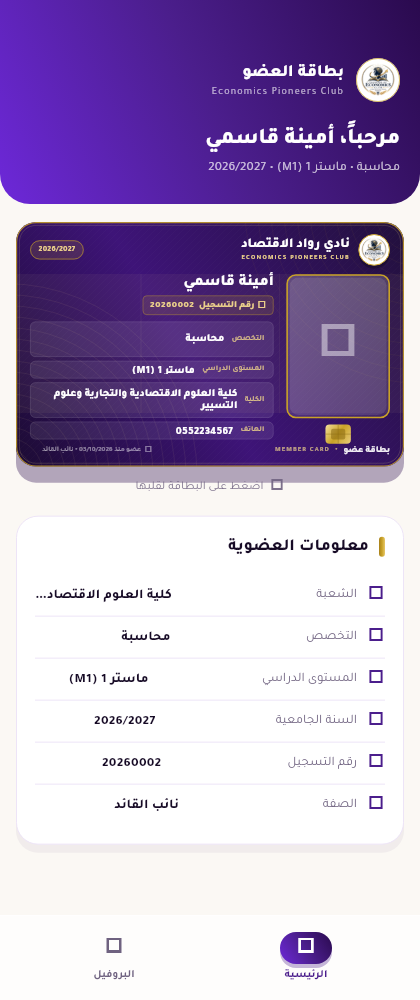 بطاقة العضو
Economics Pioneers Club
مرحباً، أمينة قاسمي
محاسبة • ماستر 1 (M1) • 2026/2027
نادي رواد الاقتصاد
ECONOMICS PIONEERS CLUB
2026/2027
أمينة قاسمي
رقم التسجيل 20260002
التخصص محاسبة
المستوى الدراسي ماستر 1 (M1)
الكلية كلية العلوم الاقتصادية والتجارية وعلوم التسيير
الهاتف 0552234567
بطاقة عضو • MEMBER CARD
عضو منذ 03/10/2026 • نائب القائد
اضغط على البطاقة لقلبها
معلومات العضوية
الشعبة كلية العلوم الاقتصاد...
التخصص محاسبة
المستوى الدراسي ماستر 1 (M1)
السنة الجامعية 2026/2027
رقم التسجيل 20260002
الصفة نائب القائد
الرئيسية
البروفيل